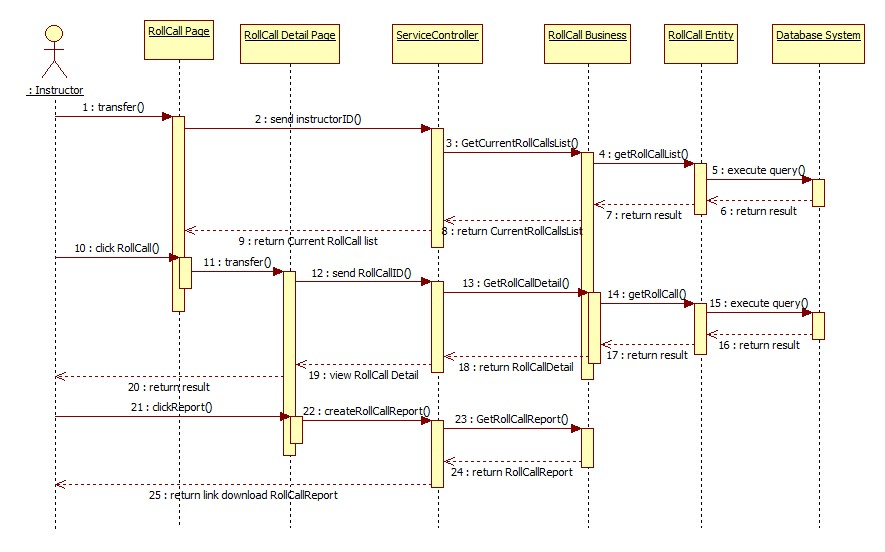 RollCall Page
RollCall Detail Page
ServiceController
RollCall Business
RollCall Entity
Database System
: Instructor
1 : transfer()
2 : send instructorID()
3 : GetCurrentRollCallsList()
4 : getRollCallList()
5 : execute query()
6 : return result
7 : return result
8 : return CurrentRollCallsList
9 : return Current RollCall list
10 : click RollCall()
11 : transfer()
12 : send RollCallID()
13 : GetRollCallDetail()
14 : getRollCall()
15 : execute query()
16 : return result
17 : return result
18 : return RollCallDetail
19 : view RollCall Detail
20 : return result
21 : clickReport()
22 : createRollCallReport()
23 : GetRollCallReport()
24 : return RollCallReport
25 : return link download RollCallReport